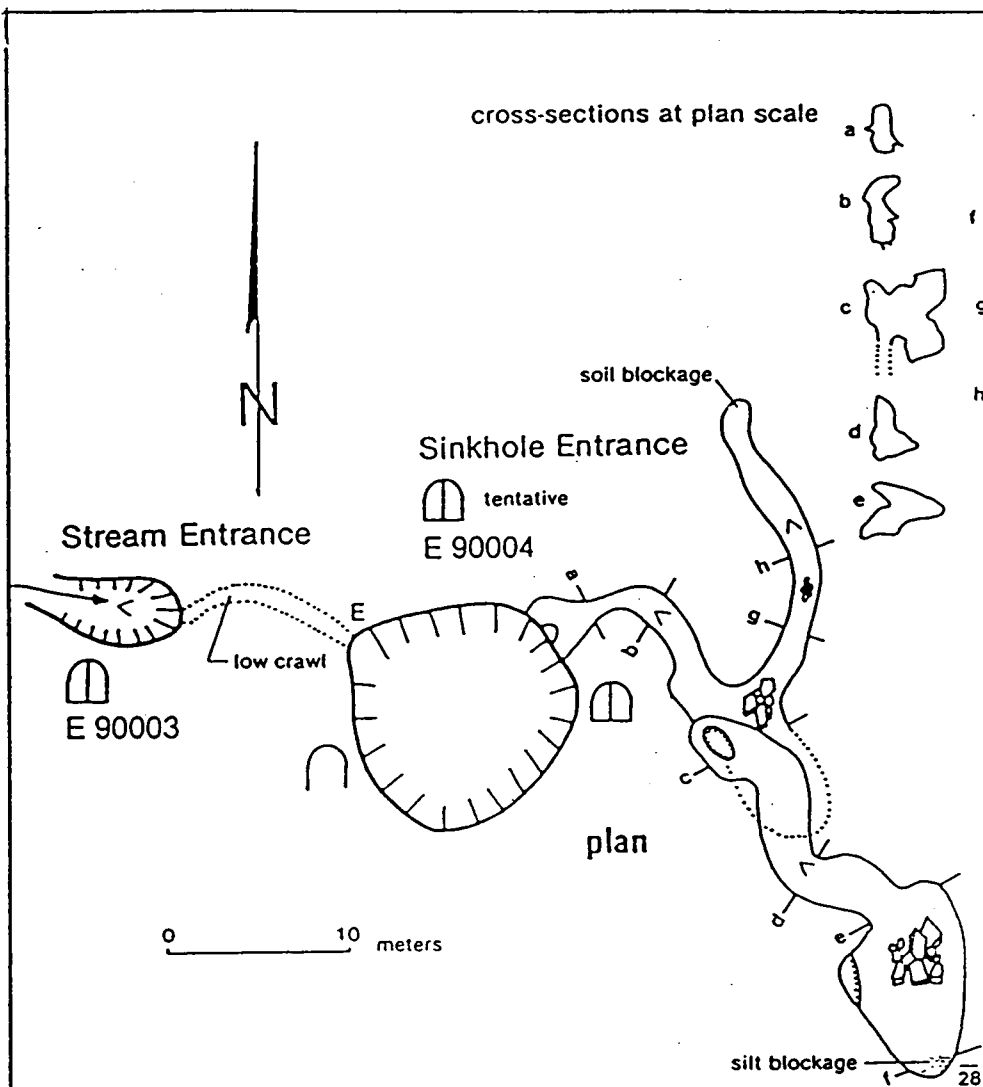 cross-sections at plan scale
a
b
f
c
g
h
d
e
soil blockage
N
Sinkhole Entrance
tentative
E 90004
Stream Entrance
a
h
g
E
b
low crawl
E 90003
c
plan
0 10 meters
d
e
silt blockage
f
28